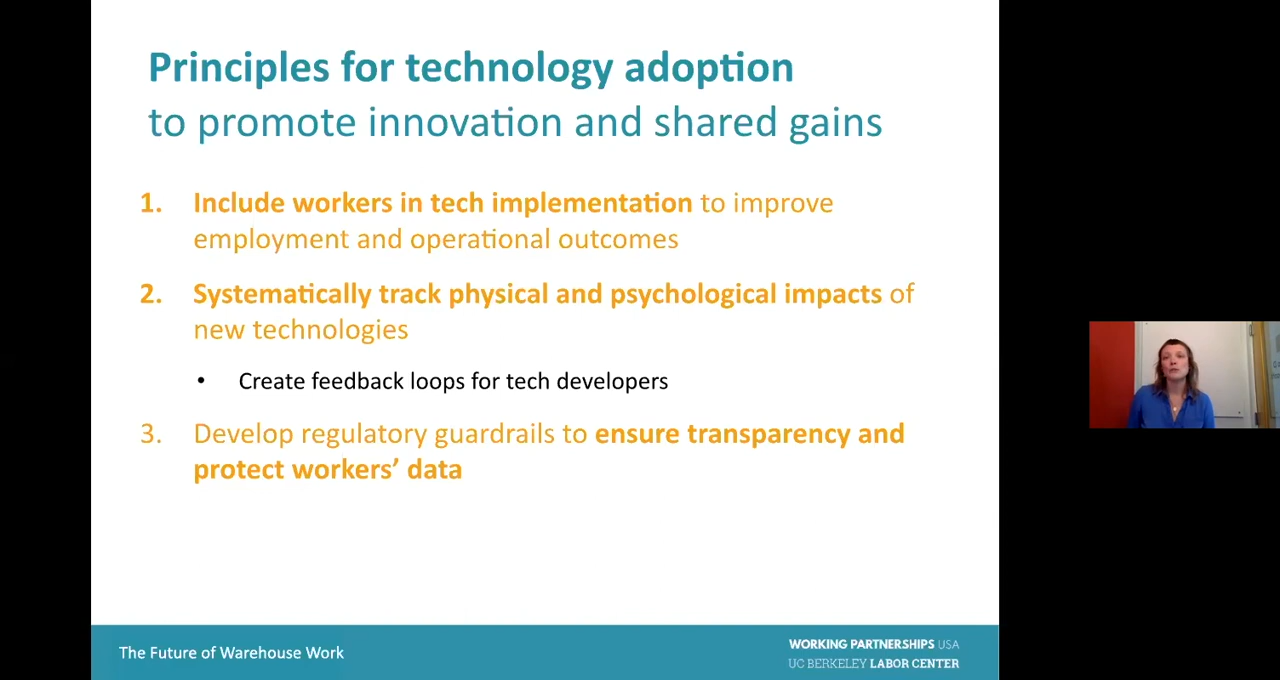 Principles for technology adoption
to promote innovation and shared gains
1. Include workers in tech implementation to improve
employment and operational outcomes
2. Systematically track physical and psychological impacts of
new technologies
• Create feedback loops for tech developers
3. Develop regulatory guardrails to ensure transparency and
protect workers’ data
The Future of Warehouse Work
WORKING PARTNERSHIPS USA
UC BERKELEY LABOR CENTER